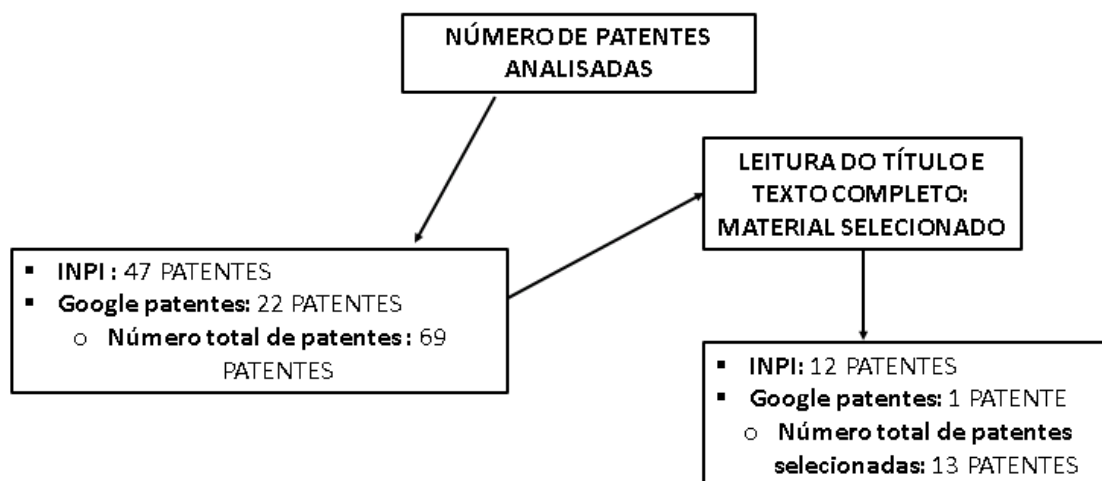 NÚMERO DE PATENTES
ANALISADAS
LEITURA DO TÍTULO E
TEXTO COMPLETO:
MATERIAL SELECIONADO
▪ INPI : 47 PATENTES
▪ Google patentes: 22 PATENTES
o Número total de patentes : 69
PATENTES
▪ INPI: 12 PATENTES
▪ Google patentes: 1 PATENTE
o Número total de patentes
selecionadas: 13 PATENTES